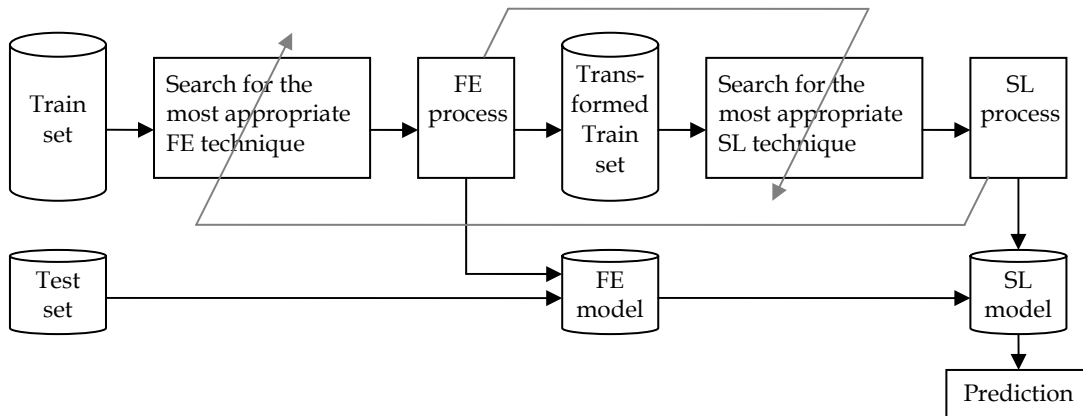 Train
set
Search for the
most appropriate
FE technique
FE
process
Trans-
formed
Train
set
Search for the
most appropriate
SL technique
SL
process
Test
set
FE
model
SL
model
Prediction